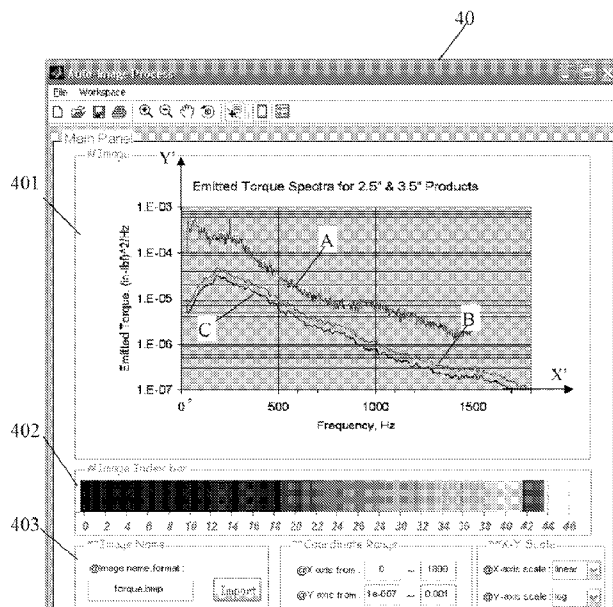 40
Auto-Image Process
File Workspace
Main Panel
401
#Image
Y'
Emitted Torque Spectra for 2.5" & 3.5" Products
1.E-03
1.E-04
1.E-05
1.E-06
1.E-07
Emitted Torque, (in-lbf)^2/Hz
A
B
C
X'
0 500 1000 1500
Frequency, Hz
402
#Image Index bar
0 2 4 6 8 10 12 14 16 18 20 22 24 26 28 30 32 34 36 38 40 42 44 46
403
**Image Name **Coordinate Range **X-Y Scale
@Image name.format : @X axis from : 0 ~ 1800 @X-axis scale : linear
torque.bmp Import @Y axis from : 1e-007 ~ 0.001 @Y-axis scale : log